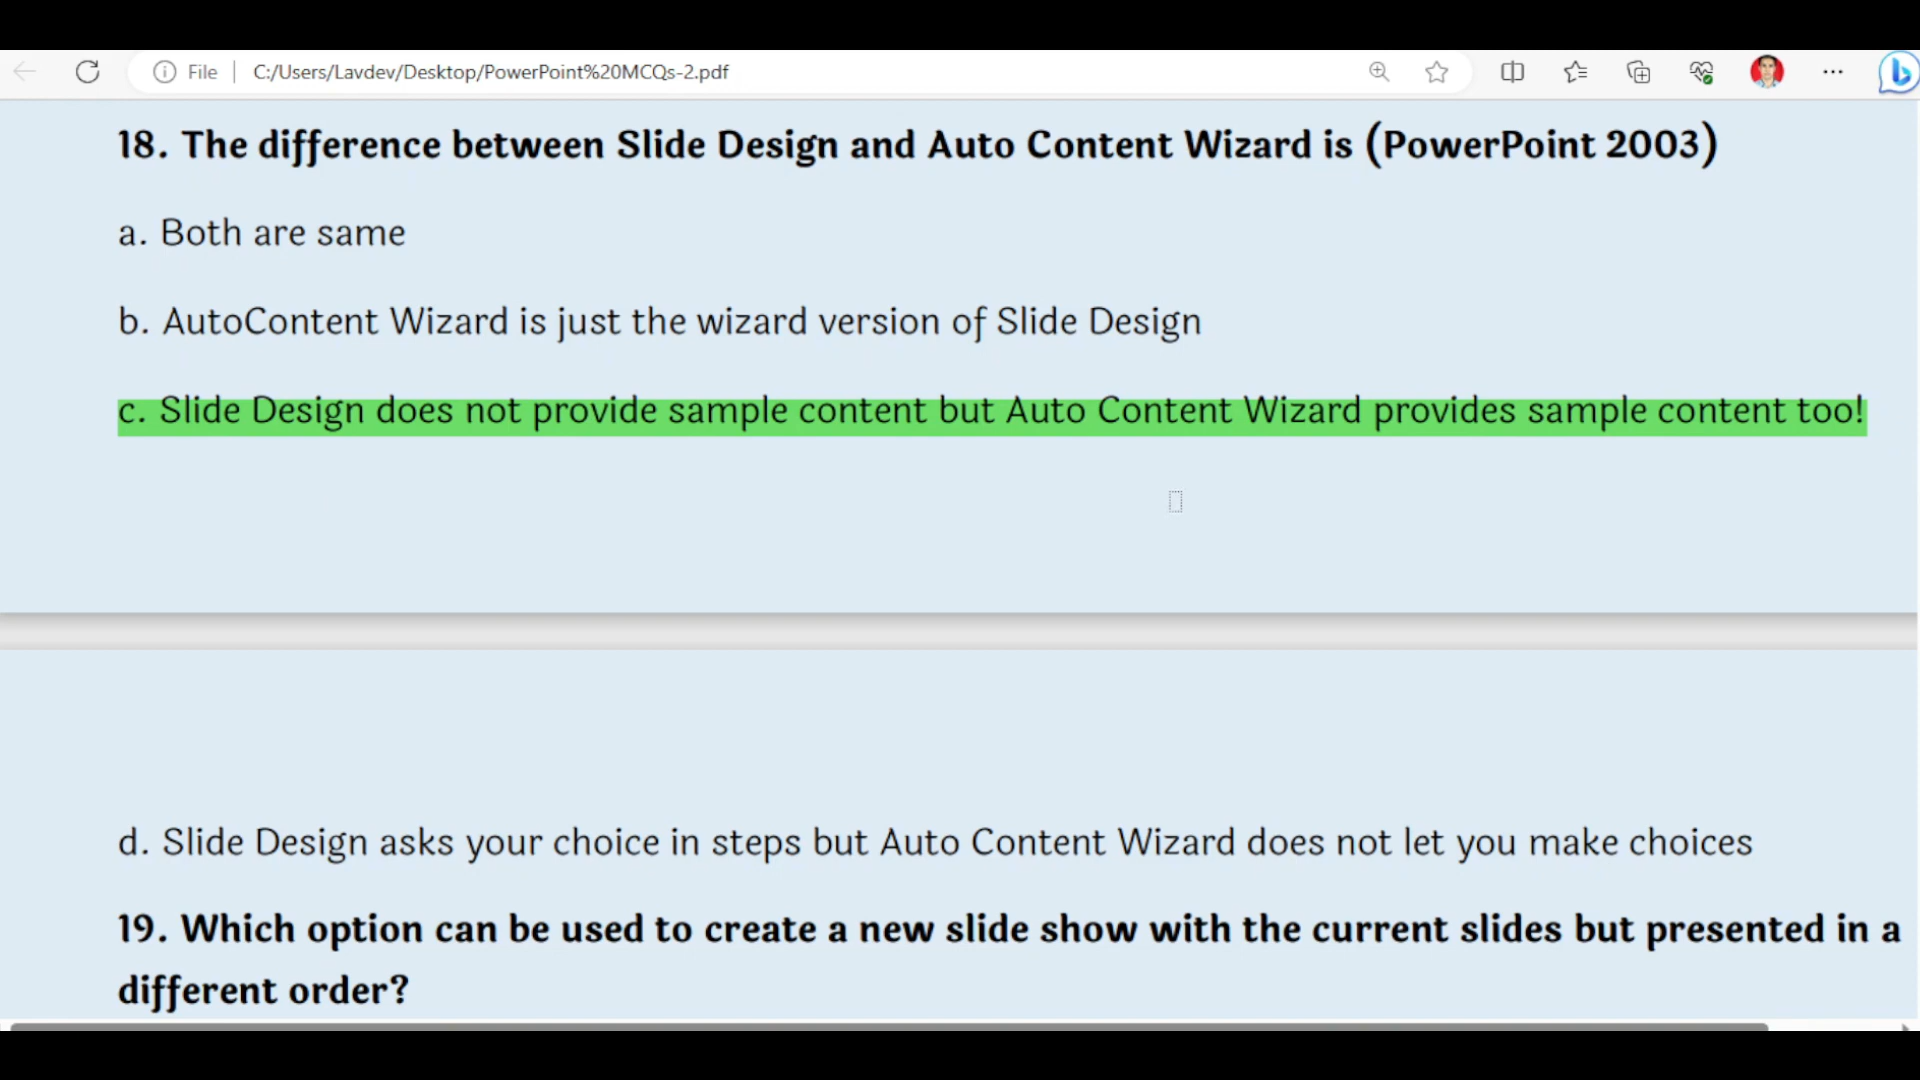 File
C:/Users/Lavdev/Desktop/PowerPoint%20MCQs-2.pdf
18. The difference between Slide Design and Auto Content Wizard is (PowerPoint 2003)
a. Both are same
b. AutoContent Wizard is just the wizard version of Slide Design
c. Slide Design does not provide sample content but Auto Content Wizard provides sample content too!
d. Slide Design asks your choice in steps but Auto Content Wizard does not let you make choices
19. Which option can be used to create a new slide show with the current slides but presented in a
different order?